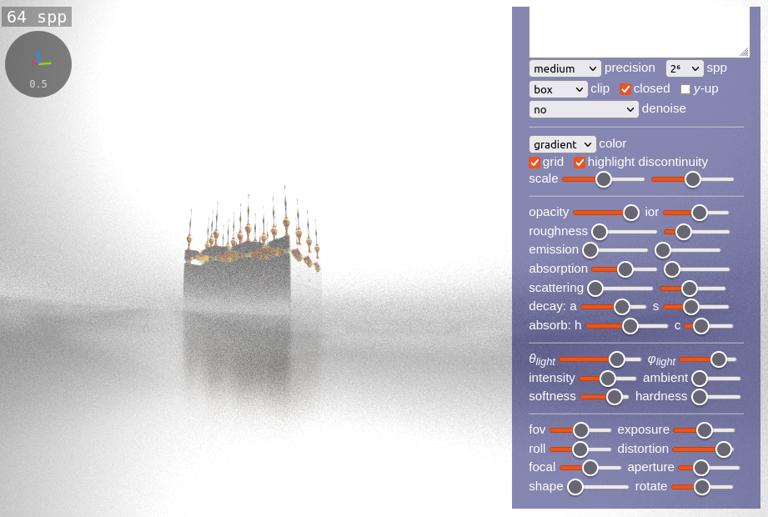 64 spp
0.5
medium precision 2⁶ spp
box clip closed y-up
no denoise
gradient color
grid highlight discontinuity
scale
opacity ior
roughness
emission
absorption
scattering
decay: a s
absorb: h c
θlight φlight
intensity ambient
softness hardness
fov exposure
roll distortion
focal aperture
shape rotate